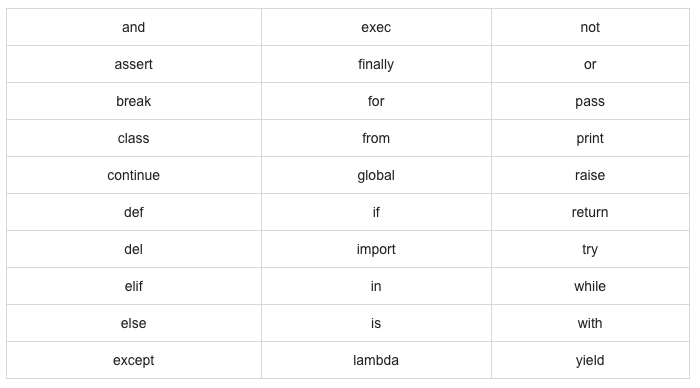 and exec not
assert finally or
break for pass
class from print
continue global raise
def if return
del import try
elif in while
else is with
except lambda yield